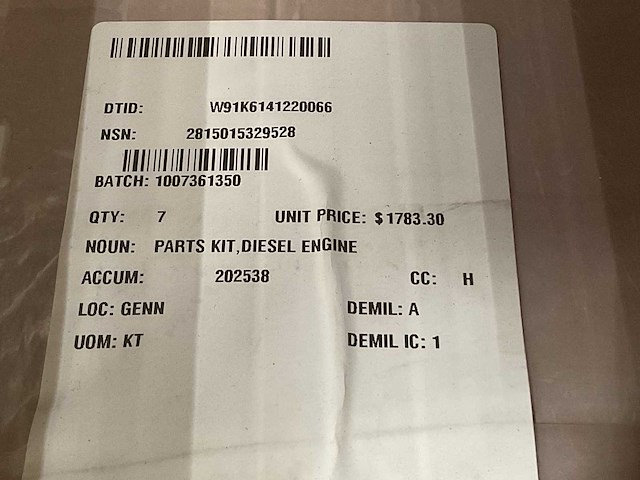 DTID: W91K6141220066
NSN: 2815015329528
BATCH: 1007361350
QTY: 7 UNIT PRICE: $1783.30
NOUN: PARTS KIT,DIESEL ENGINE
ACCUM: 202538 CC: H
LOC: GENN DEMIL: A
UOM: KT DEMIL IC: 1